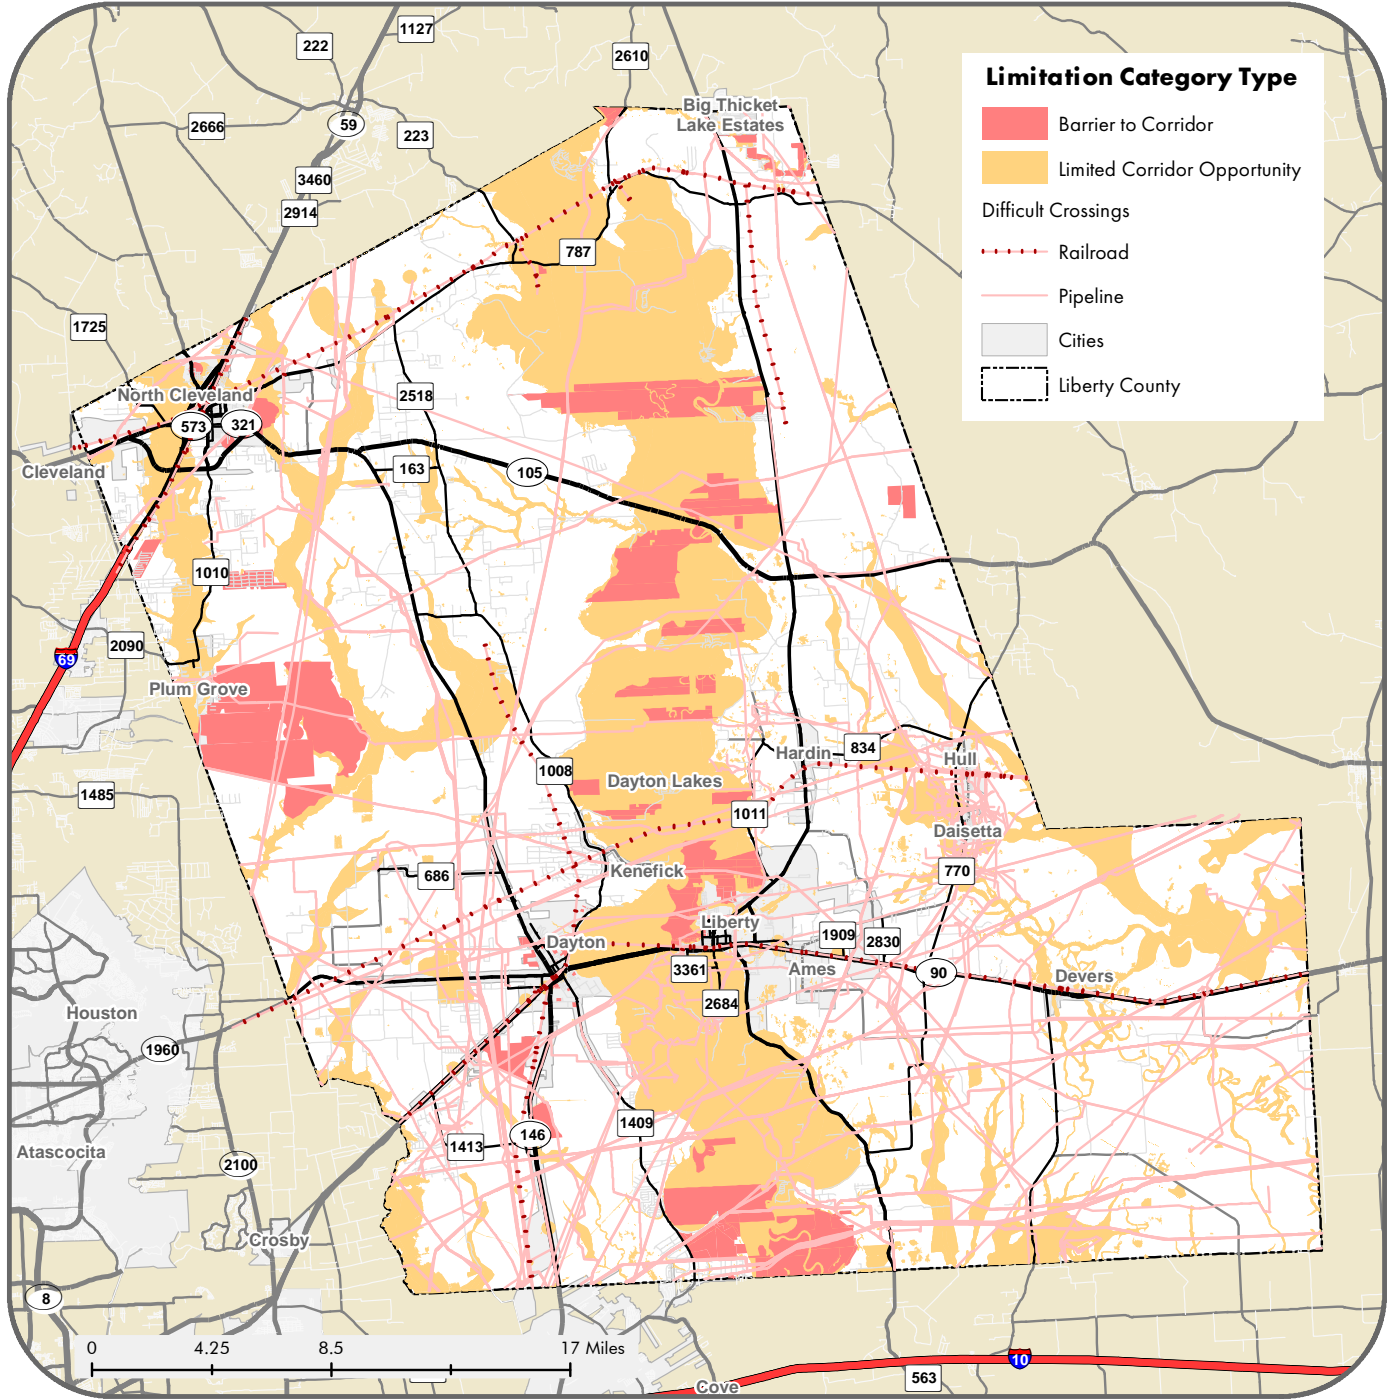 1127
222
2610
Big Thicket
Lake Estates
Limitation Category Type
Barrier to Corridor
Limited Corridor Opportunity
Difficult Crossings
Railroad
Pipeline
Cities
Liberty County
2666
59
223
3460
2914
787
1725
North Cleveland
2518
573
321
Cleveland
163
105
1010
2090
69
Plum Grove
Hardin
834
Hull
1008
Dayton Lakes
1485
1011
Daisetta
686
Kenefick
770
Liberty
Dayton
1909
2830
3361
Ames
90
Devers
2684
Houston
1960
1409
146
1413
Atascocita
2100
Crosby
8
0
4.25
8.5
17 Miles
10
563
Cove